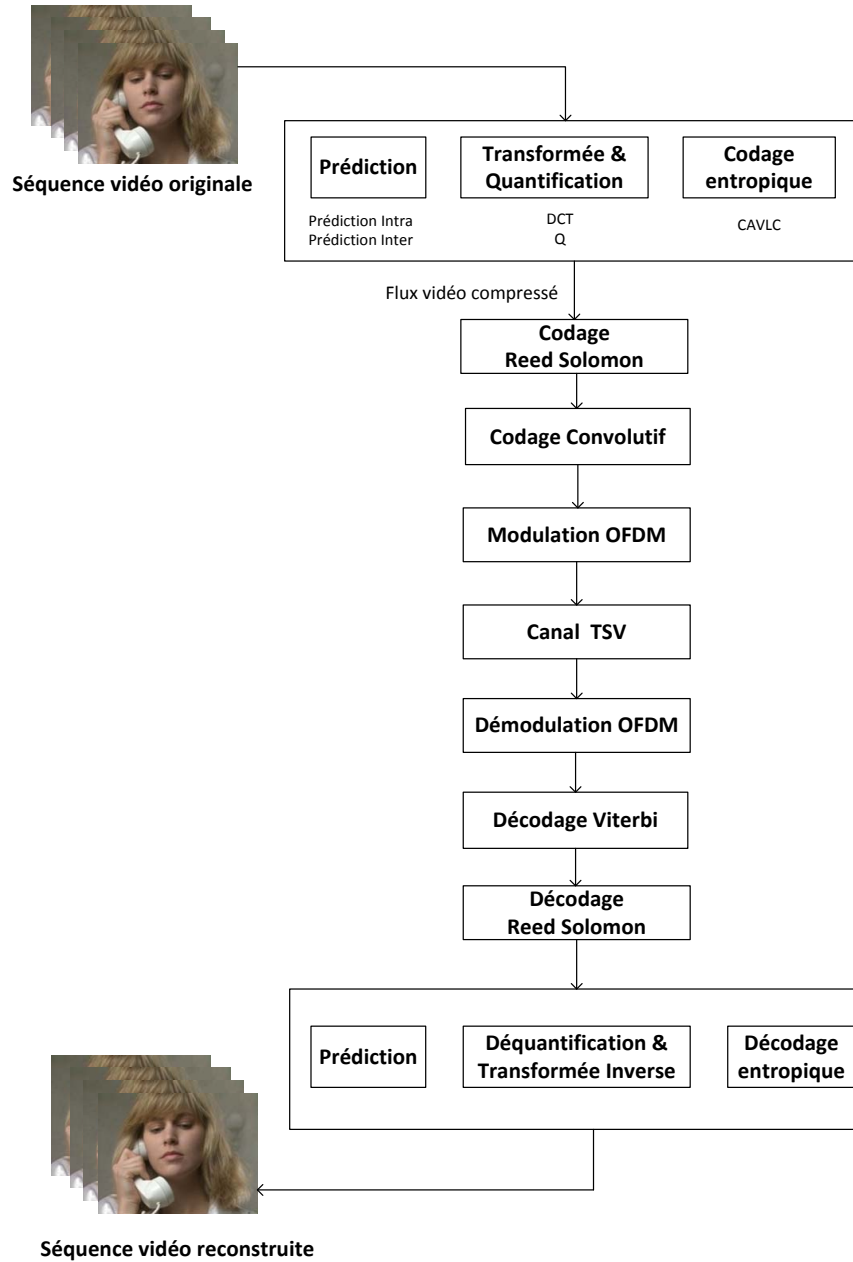 Séquence vidéo originale
Prédiction
Transformée &
Quantification
Codage
entropique
Prédiction Intra
Prédiction Inter
DCT
Q
CAVLC
Flux vidéo compressé
Codage
Reed Solomon
Codage Convolutif
Modulation OFDM
Canal TSV
Démodulation OFDM
Décodage Viterbi
Décodage
Reed Solomon
Prédiction
Déquantification &
Transformée Inverse
Décodage
entropique
Séquence vidéo reconstruite